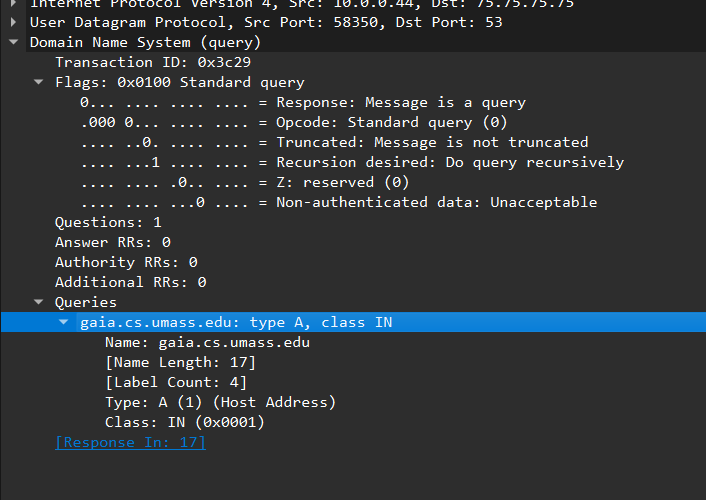 Internet Protocol Version 4, Src: 10.0.0.44, Dst: 75.75.75.75
User Datagram Protocol, Src Port: 58350, Dst Port: 53
Domain Name System (query)
Transaction ID: 0x3c29
Flags: 0x0100 Standard query
0... .... .... .... = Response: Message is a query
.000 0... .... .... = Opcode: Standard query (0)
.... ..0. .... .... = Truncated: Message is not truncated
.... ...1 .... .... = Recursion desired: Do query recursively
.... .... .0.. .... = Z: reserved (0)
.... .... ...0 .... = Non-authenticated data: Unacceptable
Questions: 1
Answer RRs: 0
Authority RRs: 0
Additional RRs: 0
Queries
gaia.cs.umass.edu: type A, class IN
Name: gaia.cs.umass.edu
[Name Length: 17]
[Label Count: 4]
Type: A (1) (Host Address)
Class: IN (0x0001)
[Response In: 17]